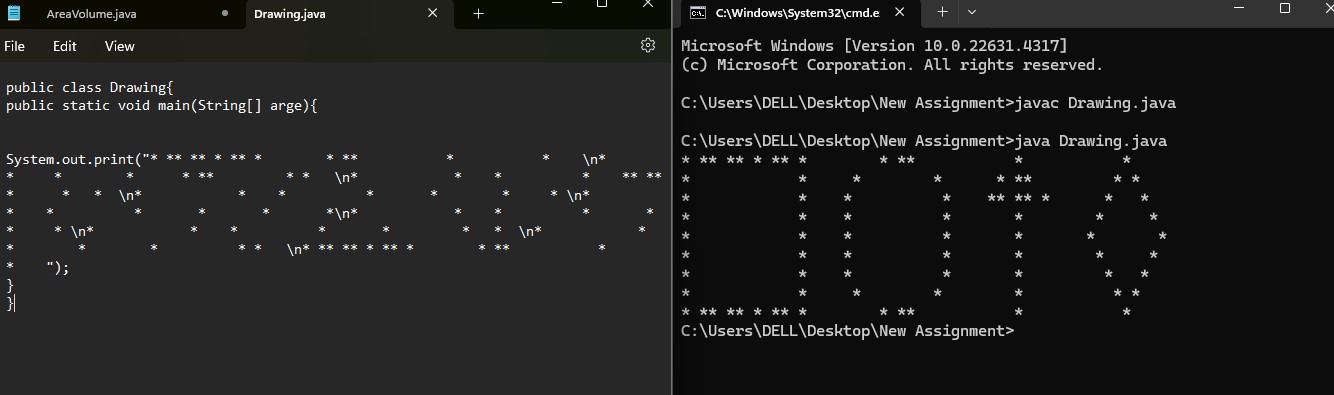 AreaVolume.java
Drawing.java
File Edit View
public class Drawing{
public static void main(String[] arge){
System.out.print("* ** ** * ** *        * **           *           *    \n*
*     *        *      * **         * *   \n*            *    *          *    ** **
*      *   *  \n*            *    *          *       *        *     * \n*
*    *          *       *       *       *\n*            *    *          *       *
*     * \n*            *    *          *       *         *   *  \n*            *
*        *        *          * *   \n* ** ** * ** *        * **           *
*    ");
}
}
C:\Windows\System32\cmd.e
Microsoft Windows [Version 10.0.22631.4317]
(c) Microsoft Corporation. All rights reserved.
C:\Users\DELL\Desktop\New Assignment>javac Drawing.java
C:\Users\DELL\Desktop\New Assignment>java Drawing.java
* ** ** * ** *        * **           *           *
*            *     *        *      * **         * *
*            *    *          *    ** ** *      *   *
*            *    *          *       *        *     *
*            *    *          *       *       *       *
*            *    *          *       *        *     *
*            *    *          *       *         *   *
*            *     *        *        *          * *
* ** ** * ** *        * **           *           *
C:\Users\DELL\Desktop\New Assignment>